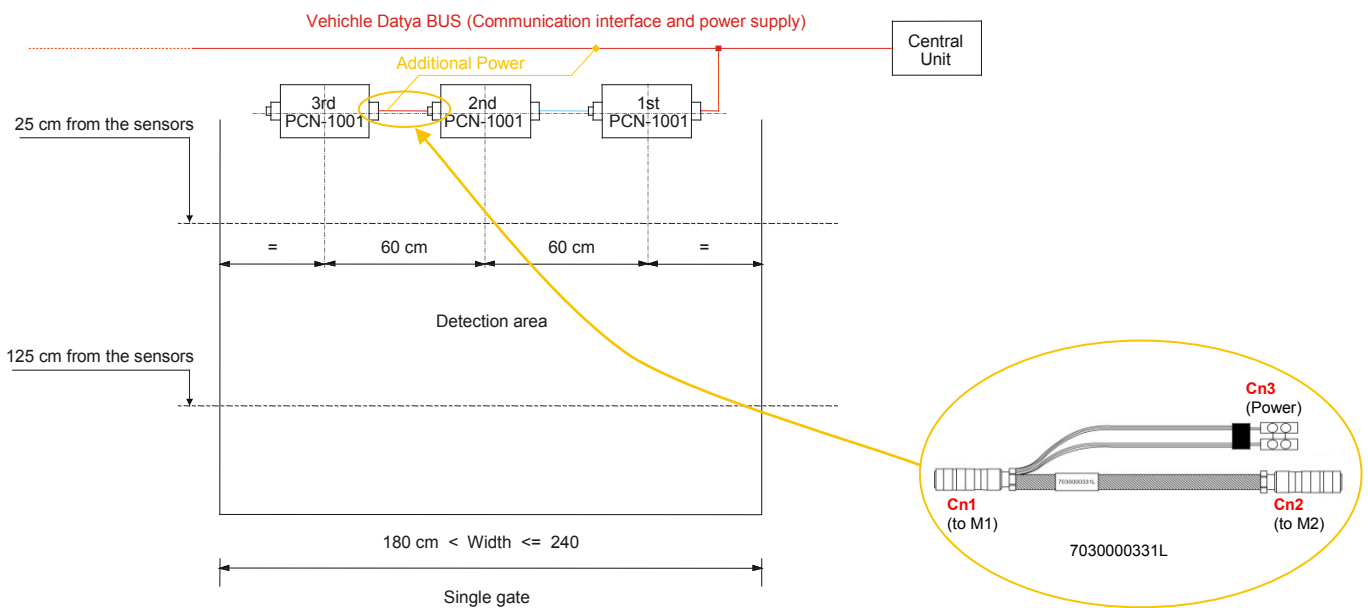 Vehichle Datya BUS (Communication interface and power supply)
Central
Unit
Additional Power
3rd
PCN-1001
2nd
PCN-1001
1st
PCN-1001
25 cm from the sensors
=
60 cm
60 cm
=
Detection area
125 cm from the sensors
Cn3
(Power)
7030000331L
Cn1
(to M1)
Cn2
(to M2)
7030000331L
180 cm < Width <= 240
Single gate